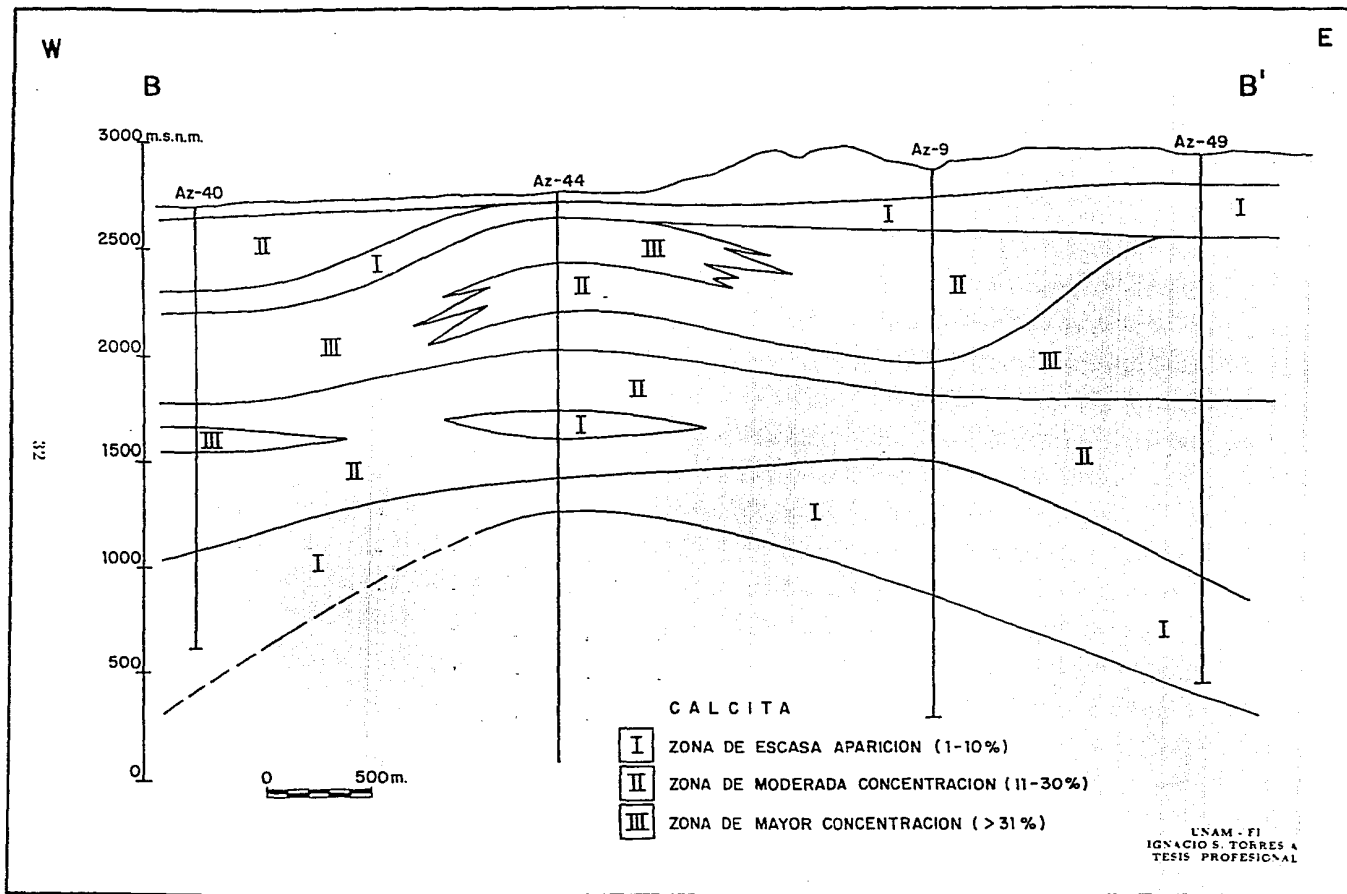 W
E
B
B'
3000 m.s.n.m.
Az-40
Az-44
Az-9
Az-49
I
I
II
III
2500
I
II
II
III
2000
III
II
I
III
1500
II
II
I
1000
I
I
500
0
0 500m.
32
CALCITA
I ZONA DE ESCASA APARICION (1-10%)
II ZONA DE MODERADA CONCENTRACION (11-30%)
III ZONA DE MAYOR CONCENTRACION (>31%)
UNAM - FI
IGNACIO S. TORRES A
TESIS PROFESIONAL